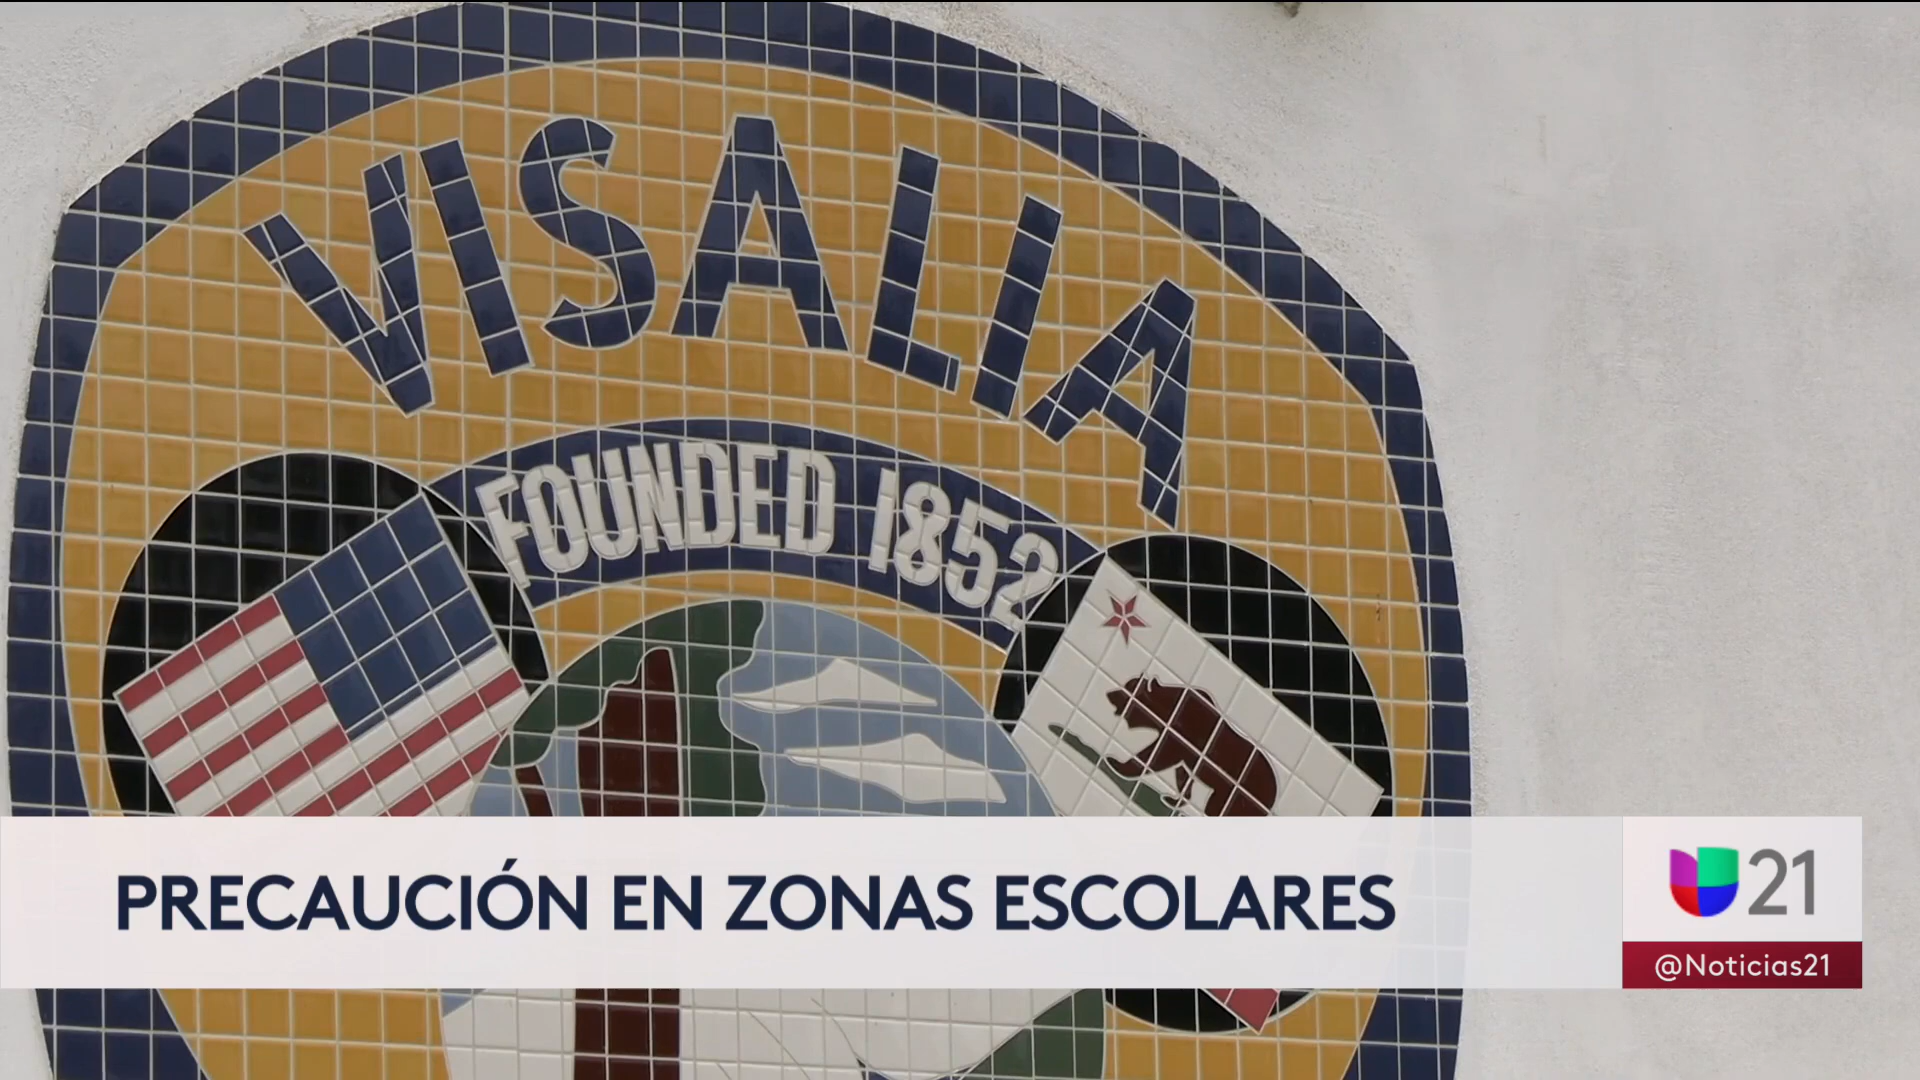 VISALIA
FOUNDED 1852
PRECAUCIÓN EN ZONAS ESCOLARES
21
@Noticias21